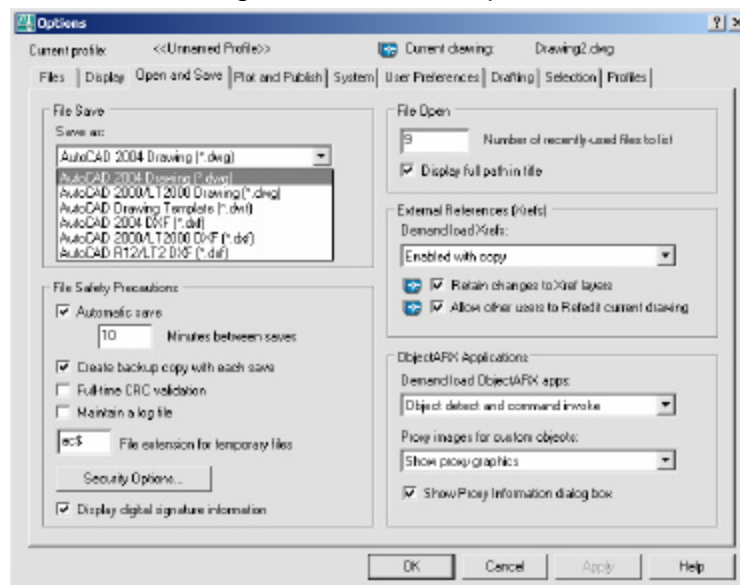 Options
Current profile: <<Unnamed Profile>> Current drawing: Drawing2.dwg
Files Display Open and Save Plot and Publish System User Preferences Drafting Selection Profiles
File Save
Save as:
AutoCAD 2004 Drawing (*.dwg)
AutoCAD 2004 Drawing (*.dwg)
AutoCAD 2000/LT2000 Drawing (*.dwg)
AutoCAD Drawing Template (*.dwt)
AutoCAD 2004 DXF (*.dxf)
AutoCAD 2000/LT2000 DXF (*.dxf)
AutoCAD R12/LT2 DXF (*.dxf)
File Safety Precautions
Automatic save
10 Minutes between saves
Create backup copy with each save
Full-time CRC validation
Maintain a log file
ac$ File extension for temporary files
Security Options...
Display digital signature information
File Open
9 Number of recently-used files to list
Display full path in title
External References (Xrefs)
Demand load Xrefs:
Enabled with copy
Retain changes to Xref layers
Allow other users to Refedit current drawing
ObjectARX Applications
Demand load ObjectARX apps:
Object detect and command invoke
Proxy images for custom objects:
Show proxy graphics
Show Proxy Information dialog box
OK Cancel Apply Help